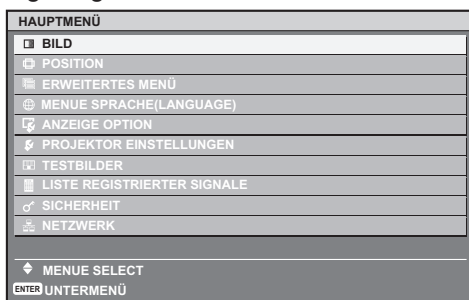 HAUPTMENÜ
BILD
POSITION
ERWEITERTES MENÜ
MENUE SPRACHE(LANGUAGE)
ANZEIGE OPTION
PROJEKTOR EINSTELLUNGEN
TESTBILDER
LISTE REGISTRIERTER SIGNALE
SICHERHEIT
NETZWERK
MENUE SELECT
ENTER UNTERMENÜ